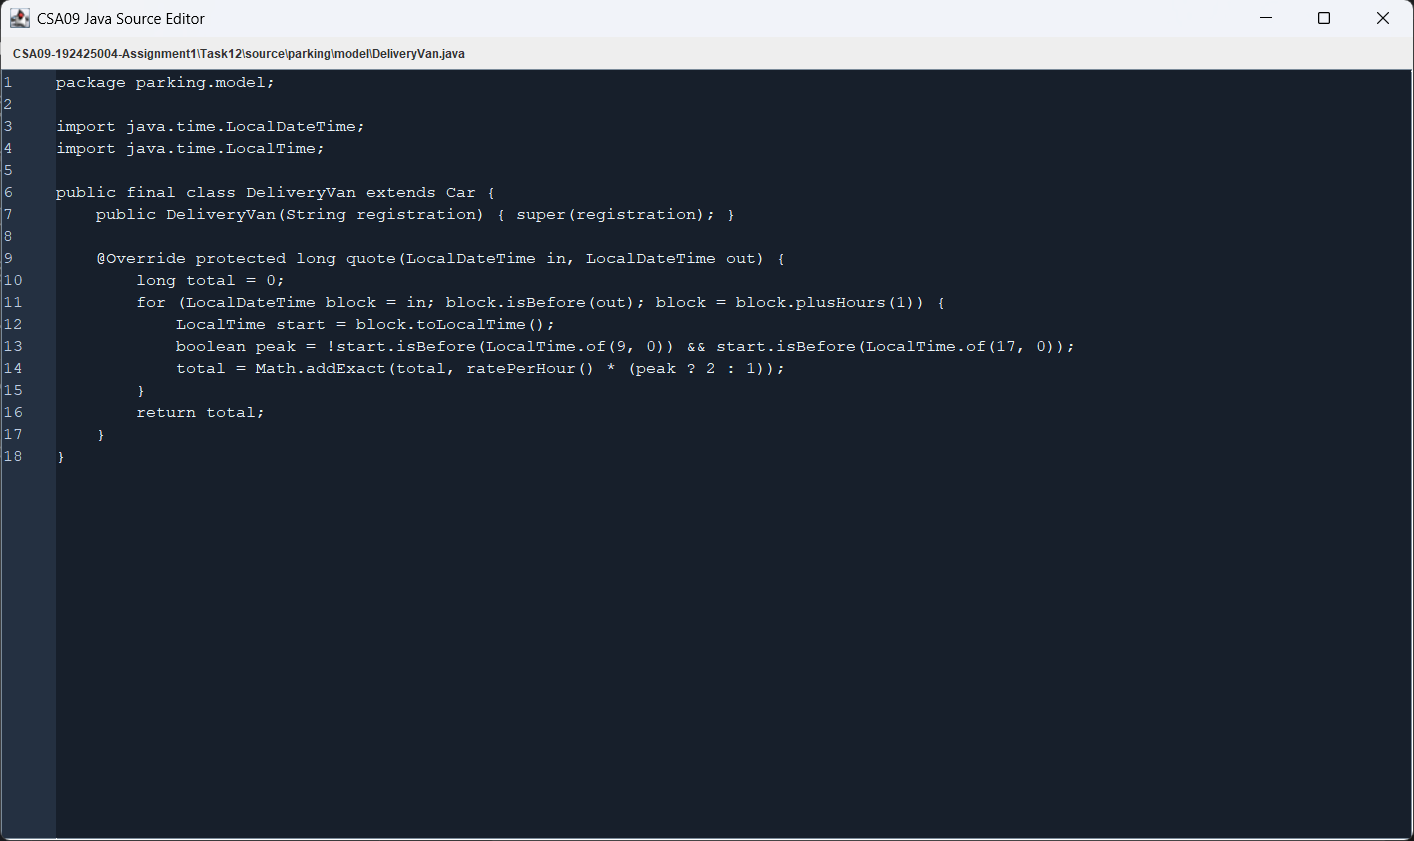 CSA09 Java Source Editor
CSA09-192425004-Assignment1\Task12\source\parking\model\DeliveryVan.java
1 package parking.model;
2
3 import java.time.LocalDateTime;
4 import java.time.LocalTime;
5
6 public final class DeliveryVan extends Car {
7     public DeliveryVan(String registration) { super(registration); }
8
9     @Override protected long quote(LocalDateTime in, LocalDateTime out) {
10         long total = 0;
11         for (LocalDateTime block = in; block.isBefore(out); block = block.plusHours(1)) {
12             LocalTime start = block.toLocalTime();
13             boolean peak = !start.isBefore(LocalTime.of(9, 0)) && start.isBefore(LocalTime.of(17, 0));
14             total = Math.addExact(total, ratePerHour() * (peak ? 2 : 1));
15         }
16         return total;
17     }
18 }